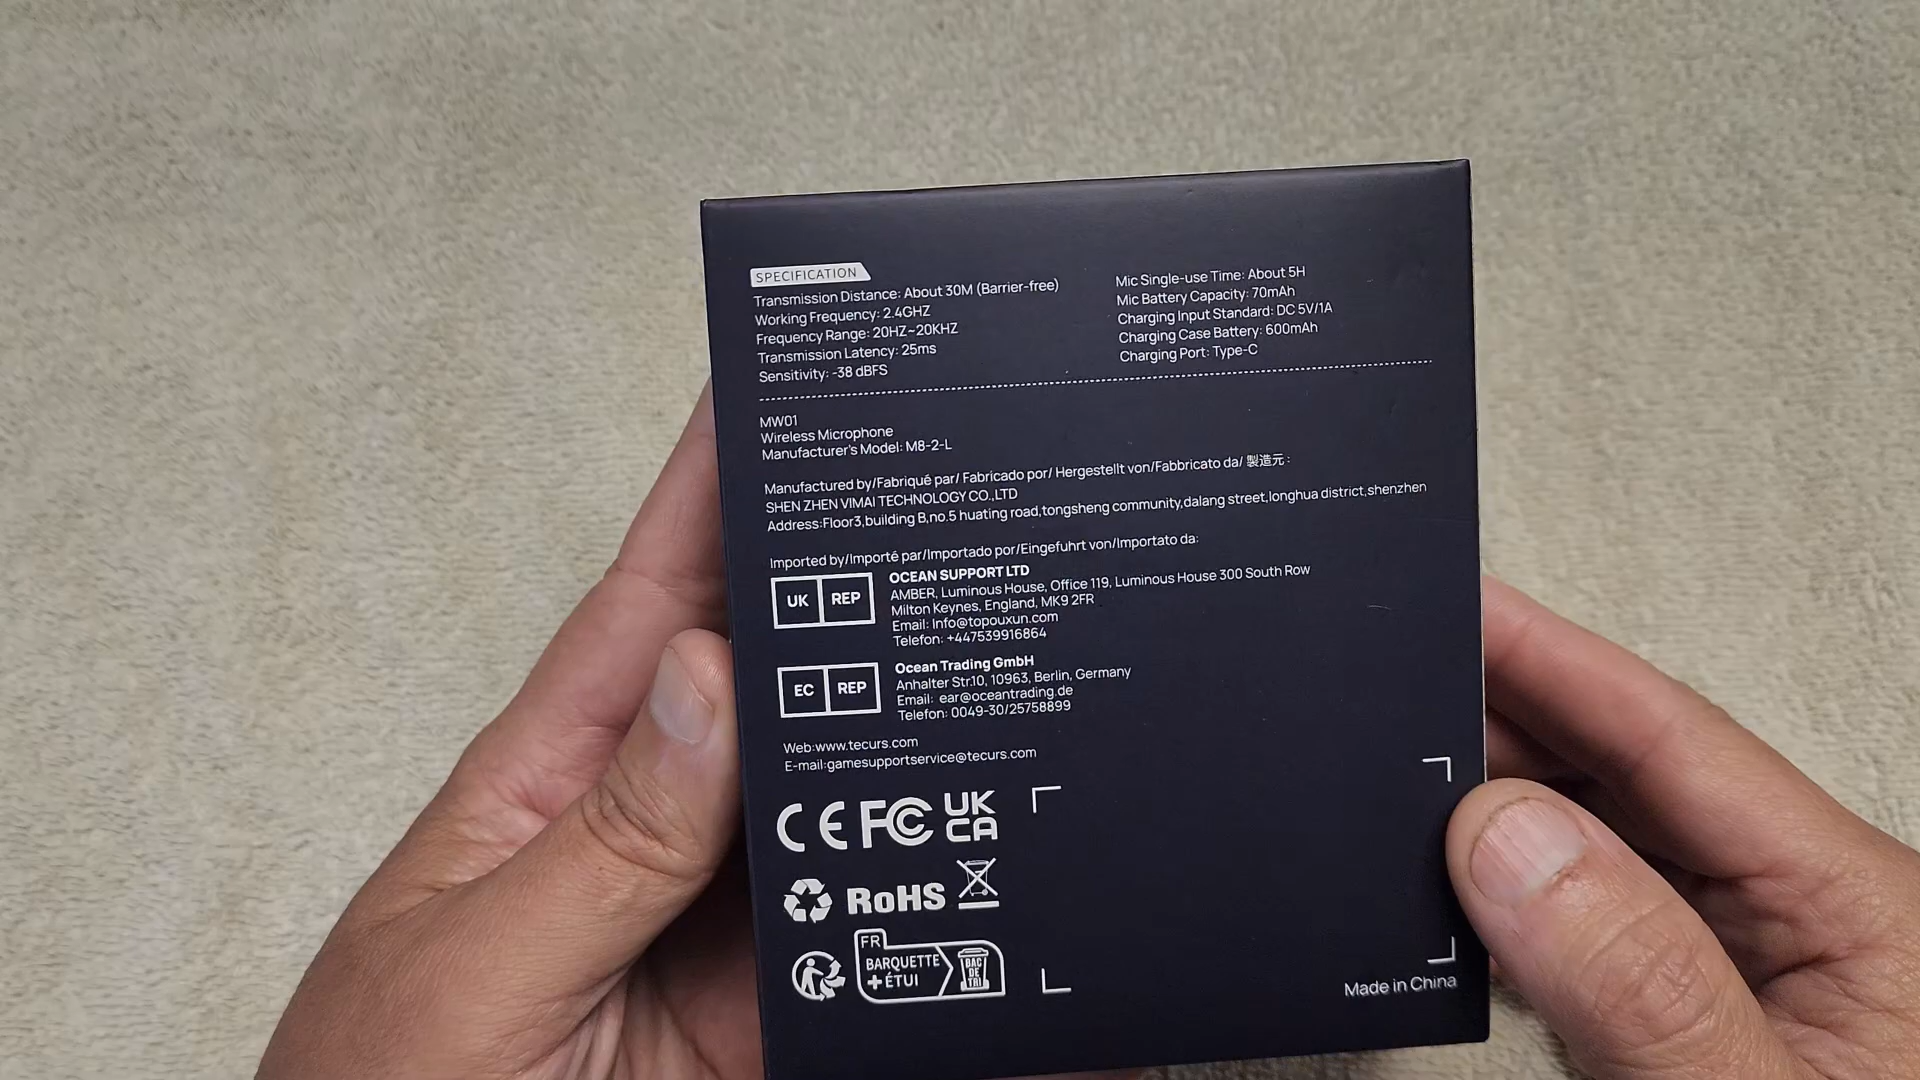 SPECIFICATION
Transmission Distance: About 30M (Barrier-free)
Working Frequency: 2.4GHZ
Frequency Range: 20HZ~20KHZ
Transmission Latency: 25ms
Sensitivity: -38 dBFS
Mic Single-use Time: About 5H
Mic Battery Capacity: 70mAh
Charging Input Standard: DC 5V/1A
Charging Case Battery: 600mAh
Charging Port: Type-C
MW01
Wireless Microphone
Manufacturer's Model: M8-2-L
Manufactured by/Fabriqué par/ Fabricado por/ Hergestellt von/Fabbricato da/ 製造元 :
SHEN ZHEN VIMAI TECHNOLOGY CO.,LTD
Address:Floor3,building B,no.5 huating road,tongsheng community,dalang street,longhua district,shenzhen
Imported by/Importé par/Importado por/Eingefuhrt von/Importato da:
UK REP
OCEAN SUPPORT LTD
AMBER, Luminous House, Office 119, Luminous House 300 South Row
Milton Keynes, England, MK9 2FR
Email: Info@topouxun.com
Telefon: +447539916864
EC REP
Ocean Trading GmbH
Anhalter Str.10, 10963, Berlin, Germany
Email: ear@oceantrading.de
Telefon: 0049-30/25758899
Web:www.tecurs.com
E-mail:gamesupportservice@tecurs.com
CE FC UK
CA
RoHS
FR
BARQUETTE
+ÉTUI
BAC
DE
TRI
Made in China